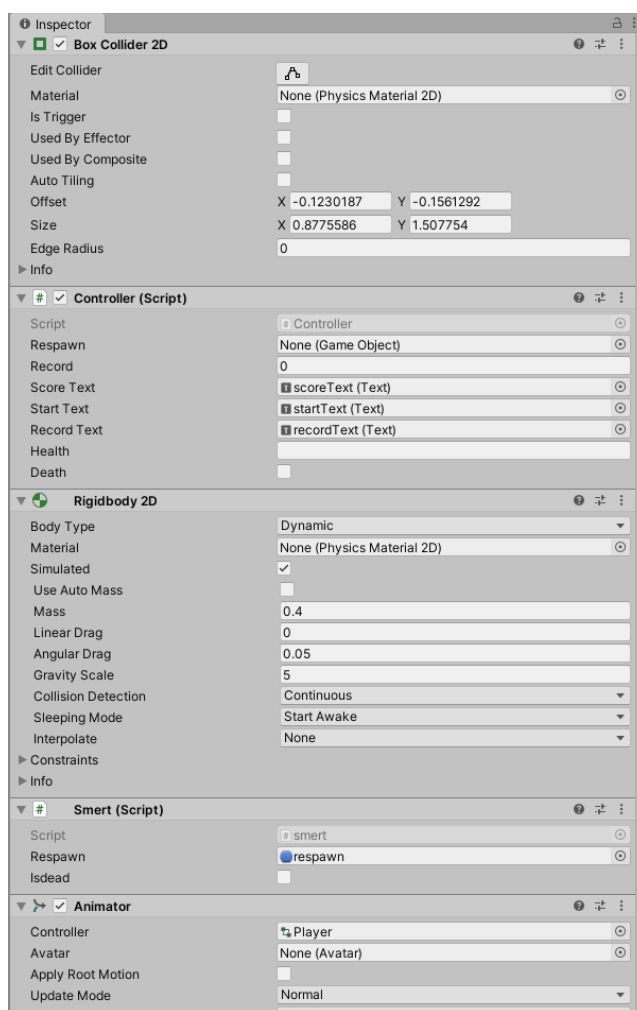 Inspector
Box Collider 2D
Edit Collider
Material None (Physics Material 2D)
Is Trigger
Used By Effector
Used By Composite
Auto Tiling
Offset X -0.1230187 Y -0.1561292
Size X 0.8775586 Y 1.507754
Edge Radius 0
Info
# Controller (Script)
Script # Controller
Respawn None (Game Object)
Record 0
Score Text T scoreText (Text)
Start Text T startText (Text)
Record Text T recordText (Text)
Health
Death
Rigidbody 2D
Body Type Dynamic
Material None (Physics Material 2D)
Simulated
Use Auto Mass
Mass 0.4
Linear Drag 0
Angular Drag 0.05
Gravity Scale 5
Collision Detection Continuous
Sleeping Mode Start Awake
Interpolate None
Constraints
Info
# Smert (Script)
Script # smert
Respawn respawn
Isdead
Animator
Controller Player
Avatar None (Avatar)
Apply Root Motion
Update Mode Normal